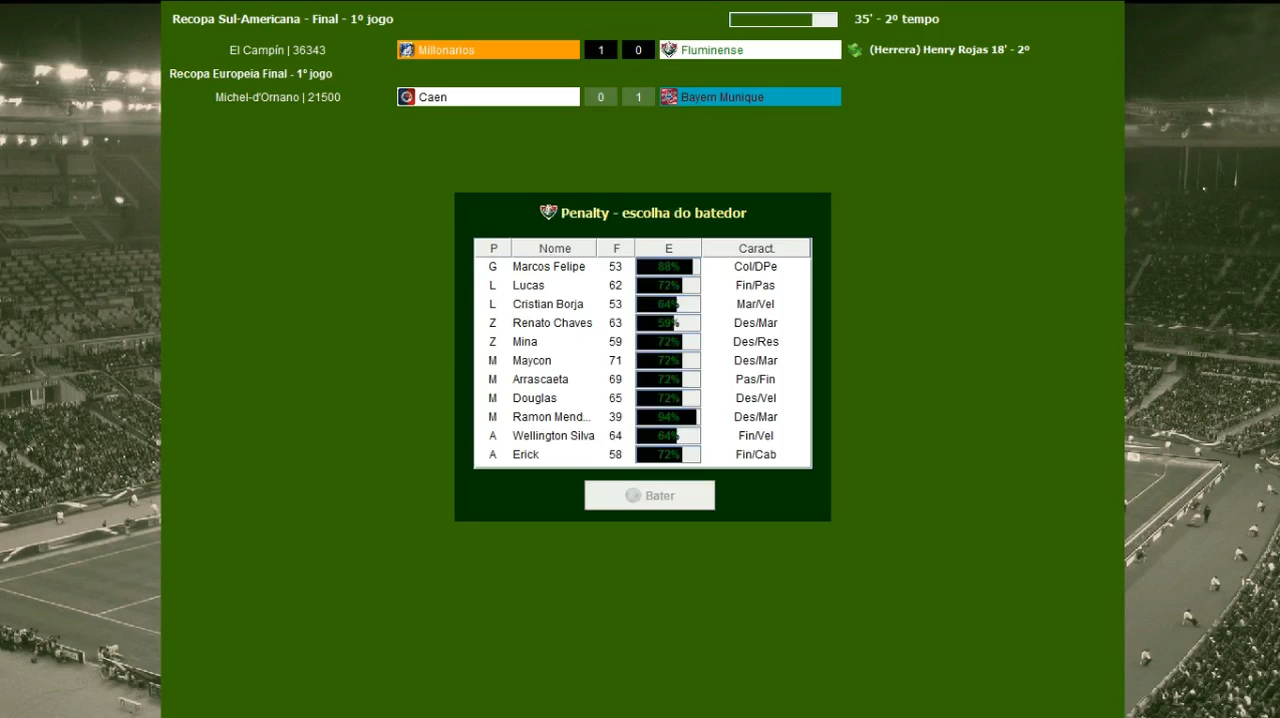 Recopa Sul-Americana - Final - 1º jogo 35' - 2º tempo
El Campín | 36343 Millonarios 1 0 Fluminense (Herrera) Henry Rojas 18' - 2º
Recopa Europeia Final - 1º jogo
Michel-d'Ornano | 21500 Caen 0 1 Bayern Munique
Penalty - escolha do batedor
P Nome F E Caract.
G Marcos Felipe 53 88% Col/DPe
L Lucas 62 72% Fin/Pas
L Cristian Borja 53 64% Mar/Vel
Z Renato Chaves 63 59% Des/Mar
Z Mina 59 72% Des/Res
M Maycon 71 72% Des/Mar
M Arrascaeta 69 72% Pas/Fin
M Douglas 65 72% Des/Vel
M Ramon Mend... 39 94% Des/Mar
A Wellington Silva 64 64% Fin/Vel
A Erick 58 72% Fin/Cab
Bater